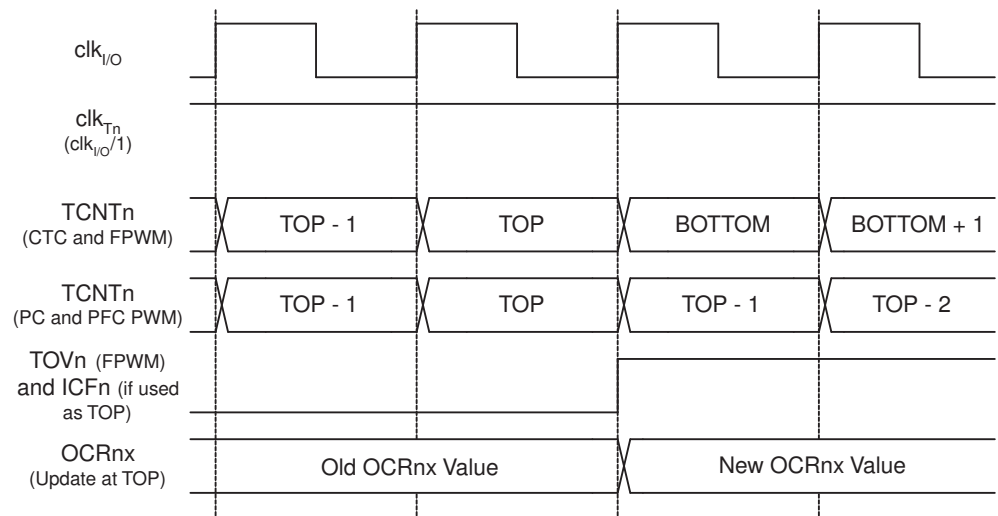 clkI/O
clkTn
(clkI/O/1)
TCNTn
(CTC and FPWM)
TOP - 1
TOP
BOTTOM
BOTTOM + 1
TCNTn
(PC and PFC PWM)
TOP - 1
TOP
TOP - 1
TOP - 2
TOVn (FPWM)
and ICFn (if used
as TOP)
OCRnx
(Update at TOP)
Old OCRnx Value
New OCRnx Value